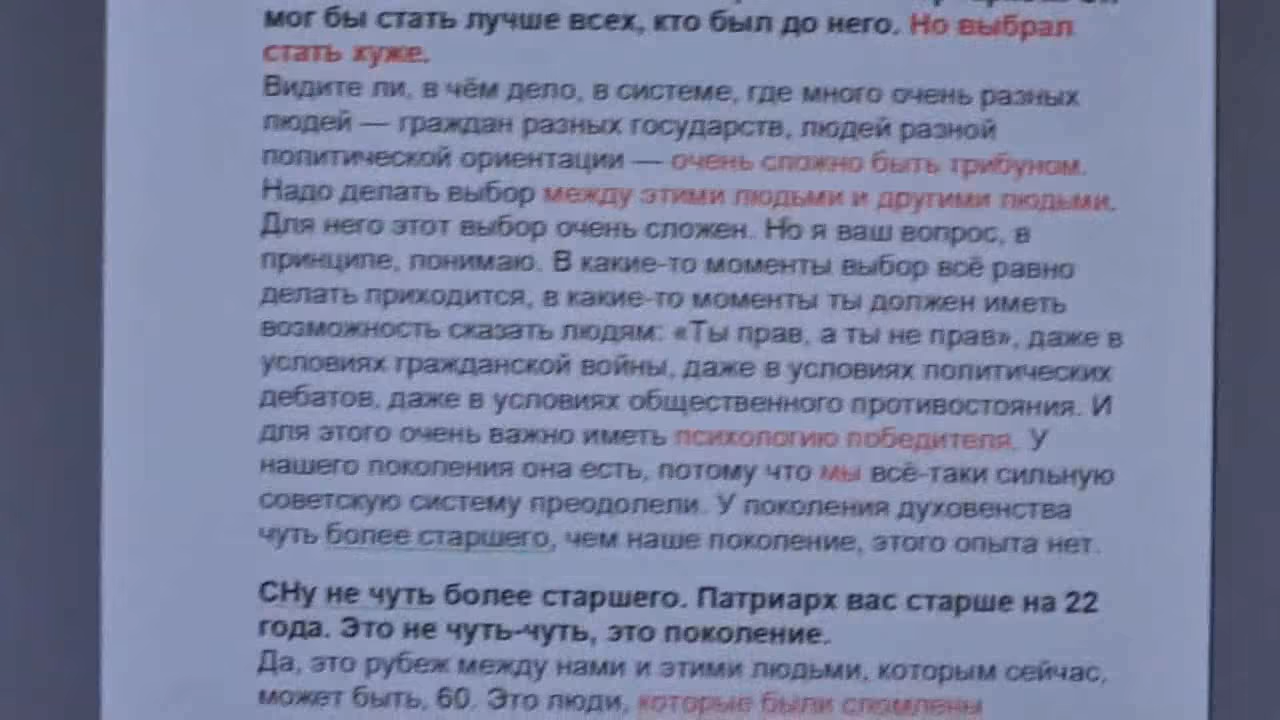 мог бы стать лучше всех, кто был до него. Но выбрал
стать хуже.
Видите ли, в чём дело, в системе, где много очень разных
людей — граждан разных государств, людей разной
политической ориентации — очень сложно быть трибуном.
Надо делать выбор между этими людьми и другими людьми.
Для него этот выбор очень сложен. Но я ваш вопрос, в
принципе, понимаю. В какие-то моменты выбор всё равно
делать приходится, в какие-то моменты ты должен иметь
возможность сказать людям: «Ты прав, а ты не прав», даже в
условиях гражданской войны, даже в условиях политических
дебатов, даже в условиях общественного противостояния. И
для этого очень важно иметь психологию победителя. У
нашего поколения она есть, потому что мы всё-таки сильную
советскую систему преодолели. У поколения духовенства
чуть более старшего, чем наше поколение, этого опыта нет.
СНу не чуть более старшего. Патриарх вас старше на 22
года. Это не чуть-чуть, это поколение.
Да, это рубеж между нами и этими людьми, которым сейчас,
может быть, 60. Это люди, которые были сломлены